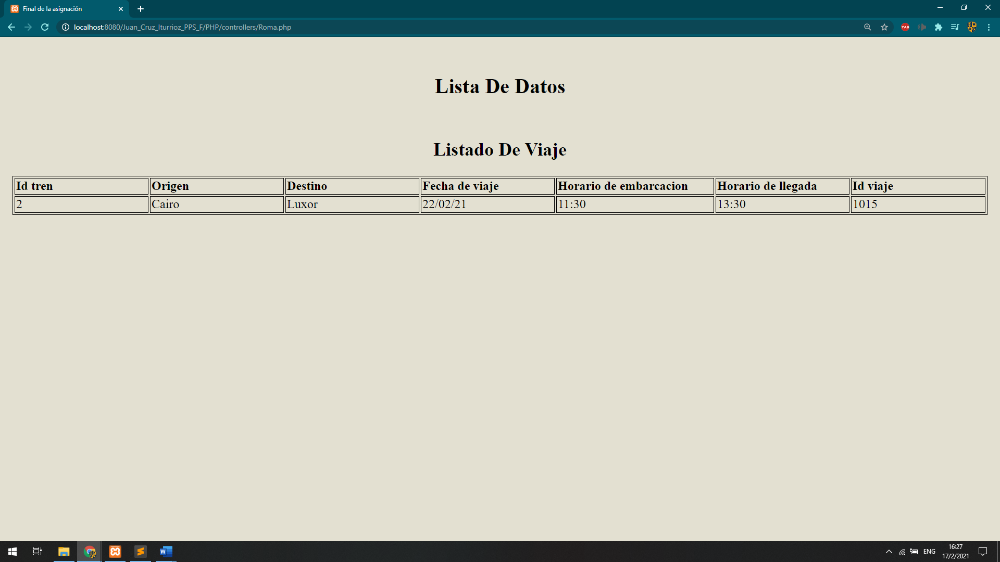 Final de la asignación
localhost:8080/Juan_Cruz_Iturrioz_PPS_F/PHP/controllers/Roma.php
YAB
Lista De Datos
Listado De Viaje
Id tren Origen Destino Fecha de viaje Horario de embarcacion Horario de llegada Id viaje
2 Cairo Luxor 22/02/21 11:30 13:30 1015
W
ENG
16:27
17/2/2021